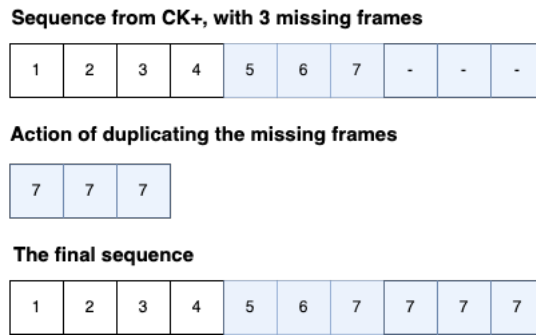 Sequence from CK+, with 3 missing frames
1 2 3 4 5 6 7 - - -
Action of duplicating the missing frames
7 7 7
The final sequence
1 2 3 4 5 6 7 7 7 7